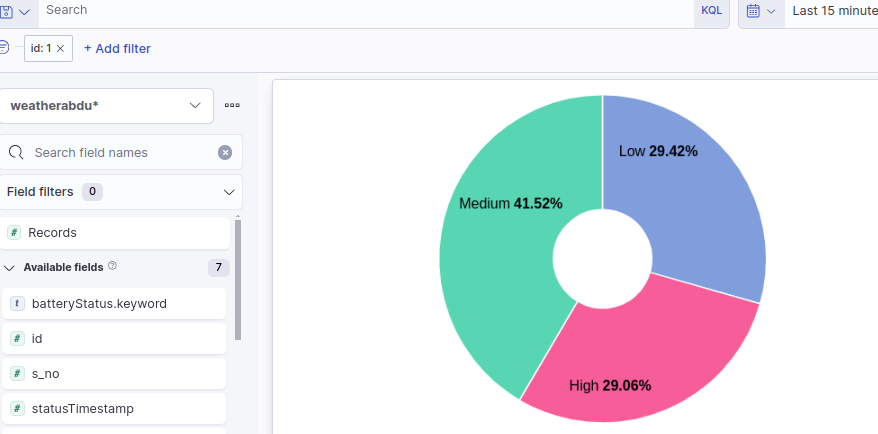 Search
KQL
Last 15 minute
id: 1 ×
+ Add filter
weatherabdu*
Search field names
Field filters 0
# Records
Available fields 7
t batteryStatus.keyword
# id
# s_no
# statusTimestamp
Low 29.42%
Medium 41.52%
High 29.06%